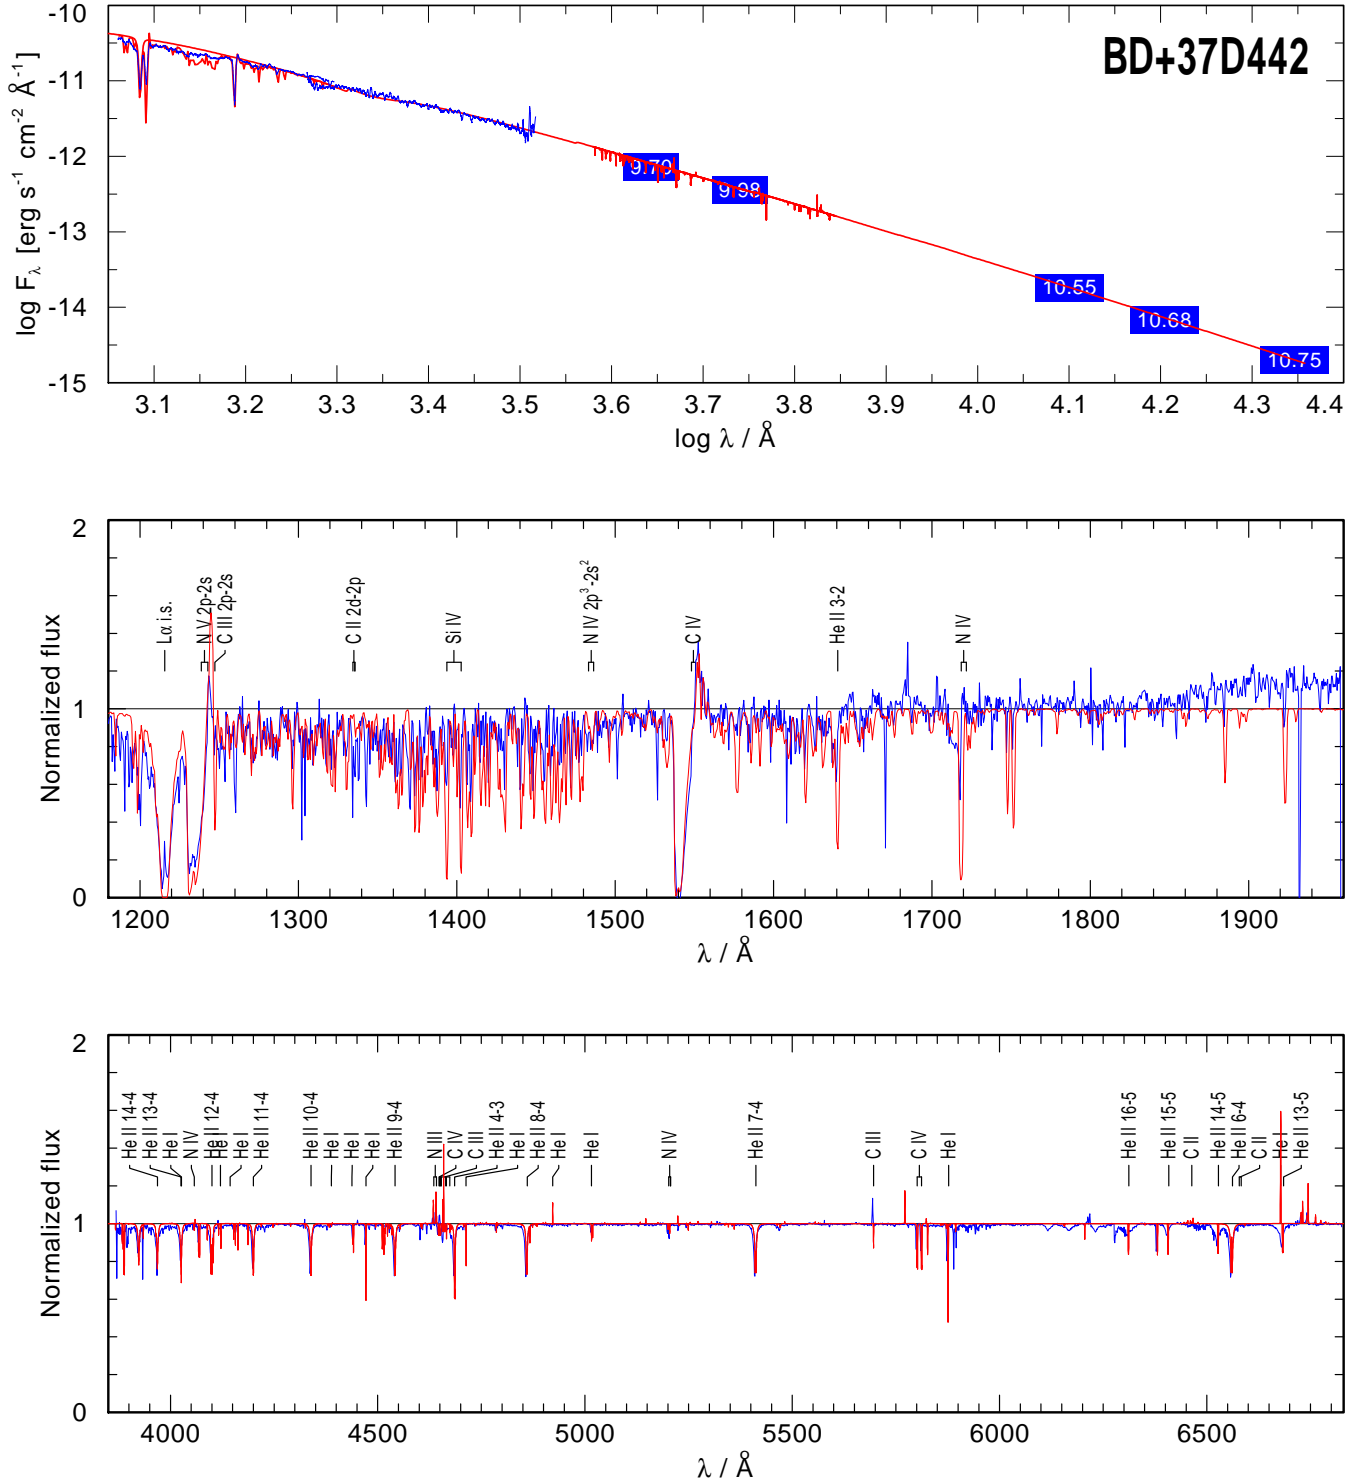 BD+37D442
log Fλ [erg s-1 cm-2 Å-1]
-10
-11
-12
-13
-14
-15
9.70
9.98
10.55
10.68
10.75
3.1 3.2 3.3 3.4 3.5 3.6 3.7 3.8 3.9 4.0 4.1 4.2 4.3 4.4
log λ / Å
Normalized flux
2
1
0
Lα i.s.
N V 2p-2s
C III 2p-2s
C II 2d-2p
Si IV
N IV 2p3-2s2
C IV
He II 3-2
N IV
1200 1300 1400 1500 1600 1700 1800 1900
λ / Å
Normalized flux
2
1
0
He II 14-4
He II 13-4
He I
N IV
He II 12-4
He I
He I
He II 11-4
He II 10-4
He I
He I
He I
He II 9-4
N III
C IV
C III
He II 4-3
He I
He II 8-4
He I
He I
N IV
He II 7-4
C III
C IV
He I
He II 16-5
He II 15-5
C II
He II 14-5
He II 6-4
C II
He I
He II 13-5
4000 4500 5000 5500 6000 6500
λ / Å